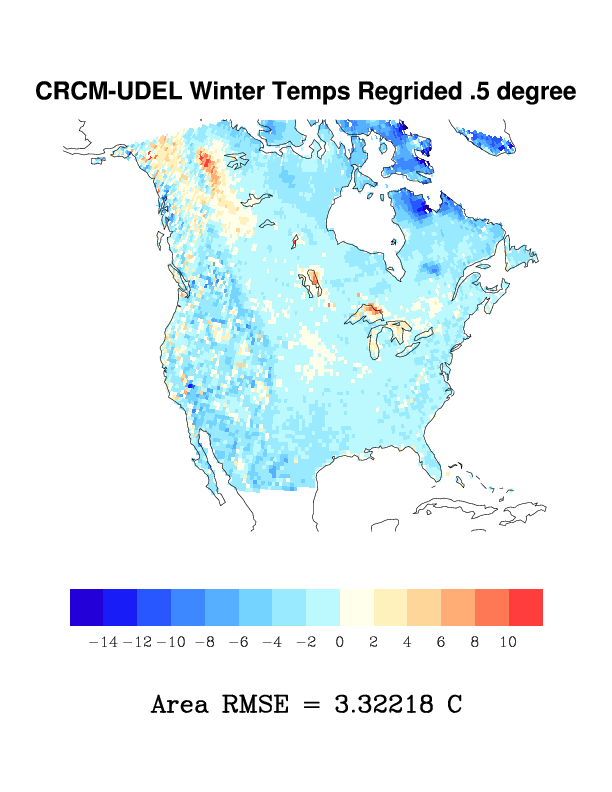 CRCM-UDEL Winter Temps Regrided .5 degree
−14 −12 −10 −8 −6 −4 −2 0 2 4 6 8 10
Area RMSE = 3.32218 C